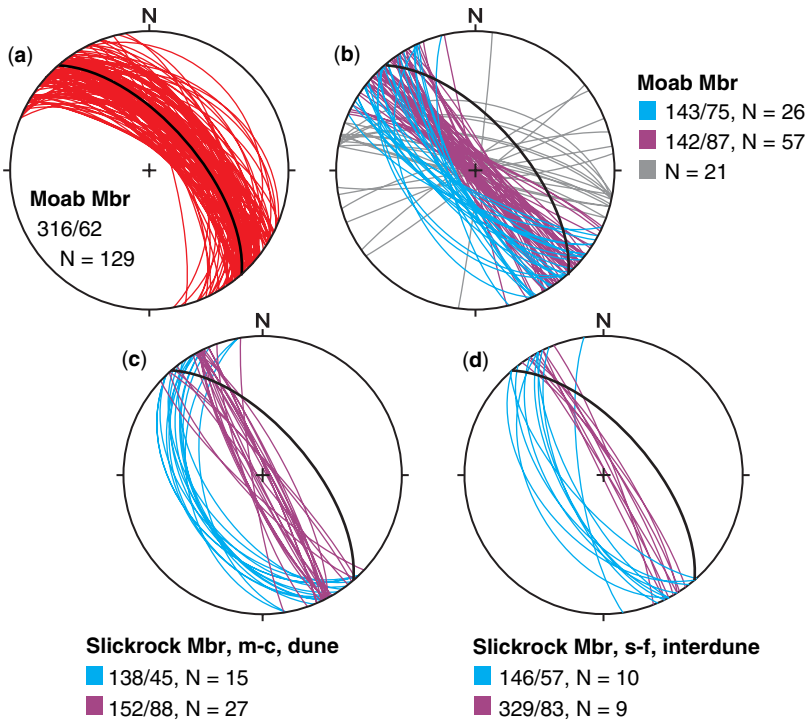 N
(a)
Moab Mbr
316/62
N = 129
N
(b)
Moab Mbr
143/75, N = 26
142/87, N = 57
N = 21
N
(c)
Slickrock Mbr, m-c, dune
138/45, N = 15
152/88, N = 27
N
(d)
Slickrock Mbr, s-f, interdune
146/57, N = 10
329/83, N = 9